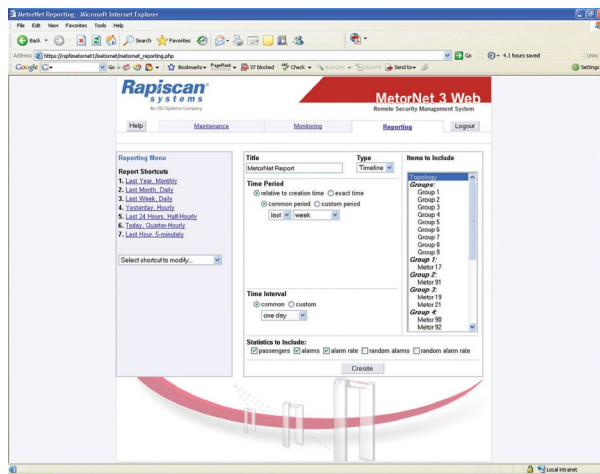 MetorNet Reporting - Microsoft Internet Explorer
File Edit View Favorites Tools Help
Back Search Favorites
Address https://rspfinetornet1/metornet/metornet_reporting.php Go 4.1 hours saved Links
Google Go Bookmarks PageRank 37 blocked Check AutoLink AutoFill Send to Settings
Rapiscan
systems
An OSI Systems Company
MetorNet 3 Web
Remote Security Management System
Help Maintenance Monitoring Reporting Logout
Reporting Menu
Report Shortcuts
1. Last Year, Monthly
2. Last Month, Daily
3. Last Week, Daily
4. Yesterday, Hourly
5. Last 24 Hours, Half-Hourly
6. Today, Quarter-Hourly
7. Last Hour, 5-minutely
Select shortcut to modify...
Title Type
MetorNet Report Timeline
Time Period
relative to creation time exact time
common period custom period
last week
Time Interval
common custom
one day
Items to Include
Topology
Groups:
Group 1
Group 2
Group 3
Group 4
Group 5
Group 6
Group 7
Group 8
Group 9
Group 1:
Metor 17
Group 2:
Metor 91
Group 3:
Metor 19
Metor 21
Group 4:
Metor 90
Metor 92
Statistics to Include:
passengers alarms alarm rate random alarms random alarm rate
Create
Local intranet